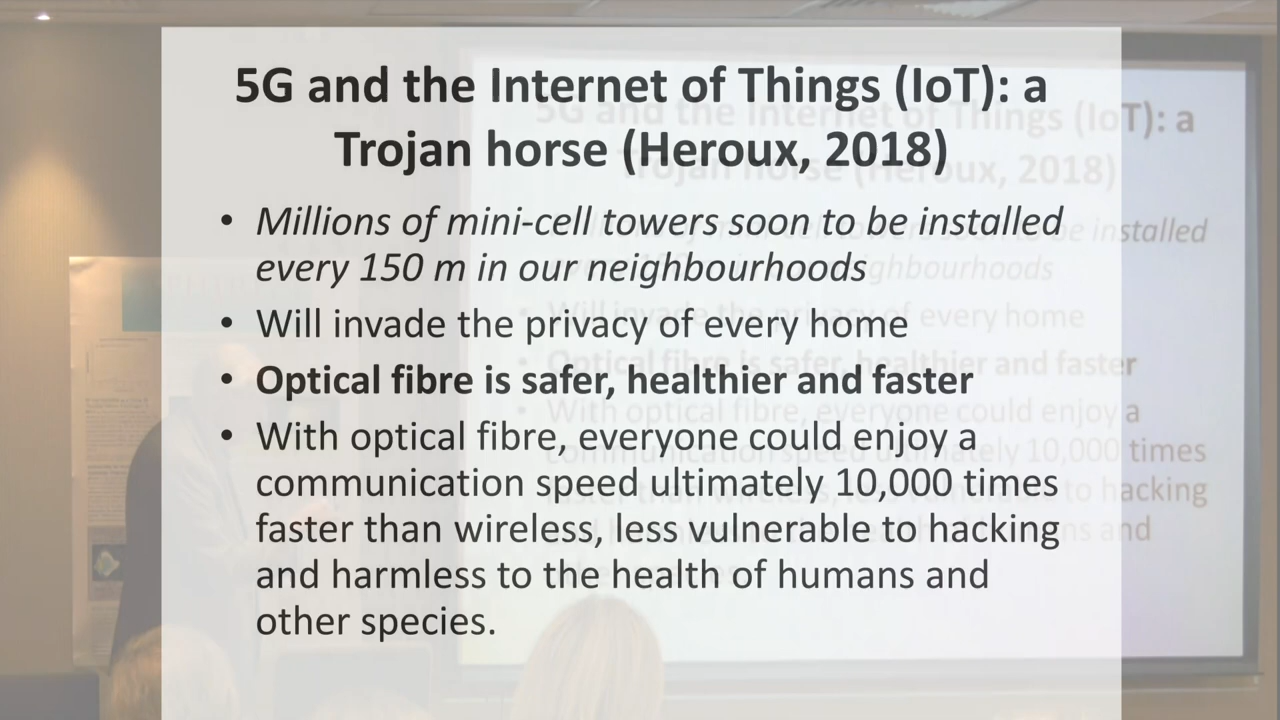 5G and the Internet of Things (IoT): a
Trojan horse (Heroux, 2018)
• Millions of mini-cell towers soon to be installed
every 150 m in our neighbourhoods
• Will invade the privacy of every home
• Optical fibre is safer, healthier and faster
• With optical fibre, everyone could enjoy a
communication speed ultimately 10,000 times
faster than wireless, less vulnerable to hacking
and harmless to the health of humans and
other species.